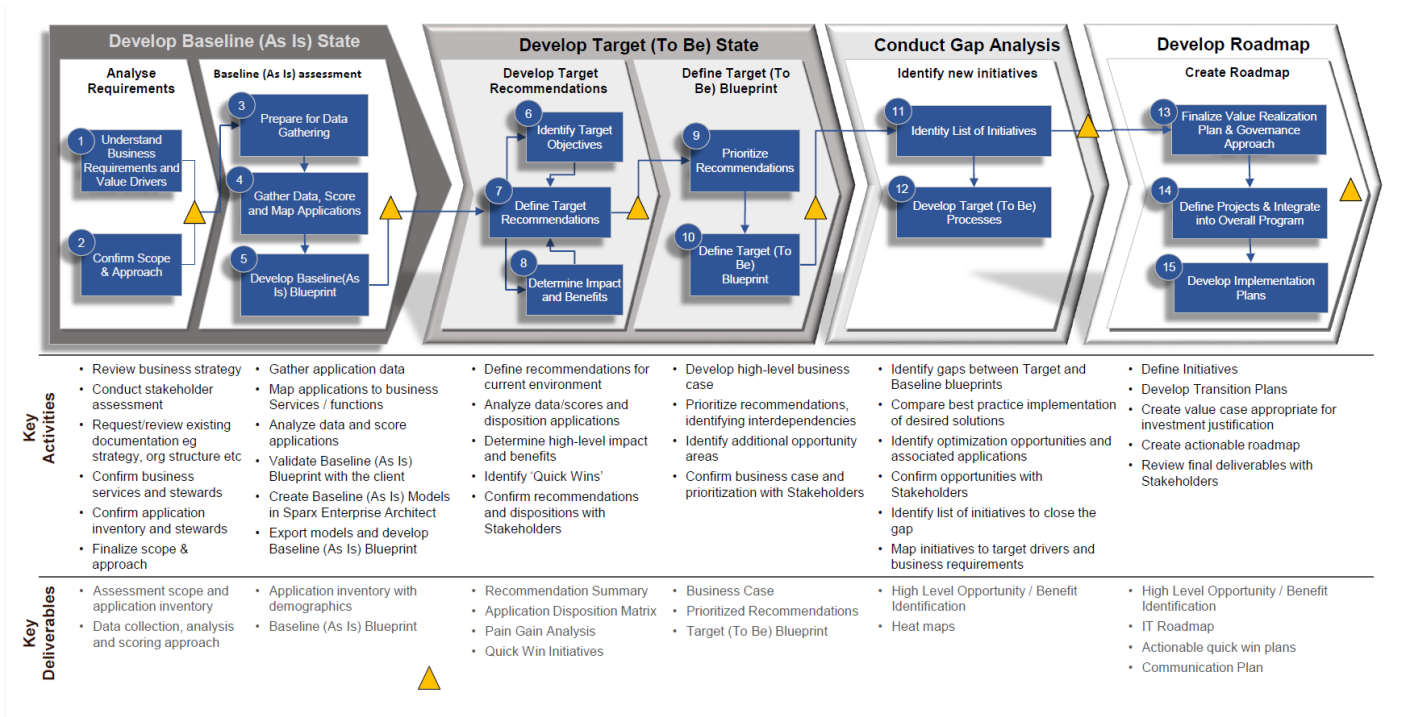 Develop Baseline (As Is) State
Develop Target (To Be) State
Conduct Gap Analysis
Develop Roadmap
Analyse
Requirements
Baseline (As Is) assessment
Develop Target
Recommendations
Define Target (To
Be) Blueprint
Identify new initiatives
Create Roadmap
1
Understand
Business
Requirements and
Value Drivers
2
Confirm Scope
& Approach
3
Prepare for Data
Gathering
4
Gather Data, Score
and Map Applications
5
Develop Baseline(As
Is) Blueprint
6
Identify Target
Objectives
7
Define Target
Recommendations
8
Determine Impact
and Benefits
9
Prioritize
Recommendations
10
Define Target (To
Be)
Blueprint
11
Identity List of Initiatives
12
Develop Target (To Be)
Processes
13
Finalize Value Realization
Plan & Governance
Approach
14
Define Projects & Integrate
into Overall Program
15
Develop Implementation
Plans
Key
Activities
• Review business strategy
• Conduct stakeholder
assessment
• Request/review existing
documentation eg
strategy, org structure etc
• Confirm business
services and stewards
• Confirm application
inventory and stewards
• Finalize scope &
approach
• Gather application data
• Map applications to business
Services / functions
• Analyze data and score
applications
• Validate Baseline (As Is)
Blueprint with the client
• Create Baseline (As Is) Models
in Sparx Enterprise Architect
• Export models and develop
Baseline (As Is) Blueprint
• Define recommendations for
current environment
• Analyze data/scores and
disposition applications
• Determine high-level impact
and benefits
• Identify ‘Quick Wins’
• Confirm recommendations
and dispositions with
Stakeholders
• Develop high-level business
case
• Prioritize recommendations,
identifying interdependencies
• Identify additional opportunity
areas
• Confirm business case and
prioritization with Stakeholders
• Identify gaps between Target and
Baseline blueprints
• Compare best practice implementation
of desired solutions
• Identify optimization opportunities and
associated applications
• Confirm opportunities with
Stakeholders
• Identify list of initiatives to close the
gap
• Map initiatives to target drivers and
business requirements
• Define Initiatives
• Develop Transition Plans
• Create value case appropriate for
investment justification
• Create actionable roadmap
• Review final deliverables with
Stakeholders
Key
Deliverables
• Assessment scope and
application inventory
• Data collection, analysis
and scoring approach
• Application inventory with
demographics
• Baseline (As Is) Blueprint
• Recommendation Summary
• Application Disposition Matrix
• Pain Gain Analysis
• Quick Win Initiatives
• Business Case
• Prioritized Recommendations
• Target (To Be) Blueprint
• High Level Opportunity / Benefit
Identification
• Heat maps
• High Level Opportunity / Benefit
Identification
• IT Roadmap
• Actionable quick win plans
• Communication Plan